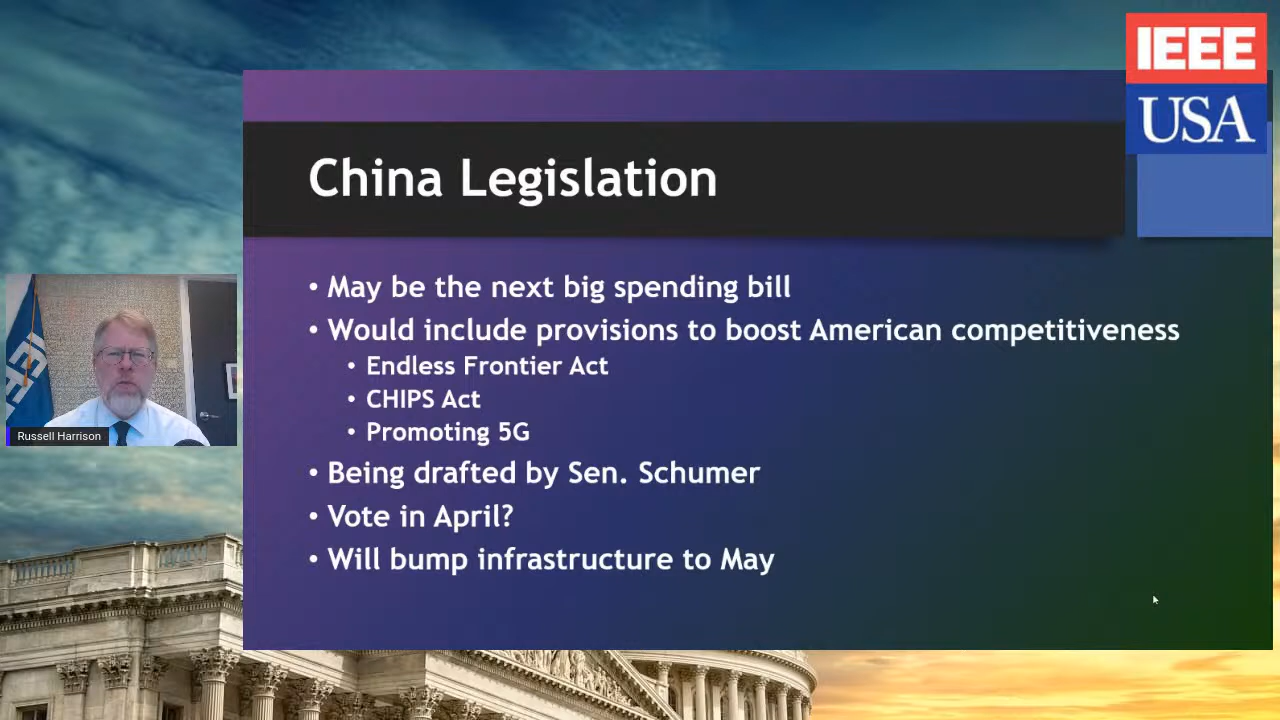 IEEE
USA
China Legislation
• May be the next big spending bill
• Would include provisions to boost American competitiveness
• Endless Frontier Act
• CHIPS Act
• Promoting 5G
• Being drafted by Sen. Schumer
• Vote in April?
• Will bump infrastructure to May
IEEE
Russell Harrison